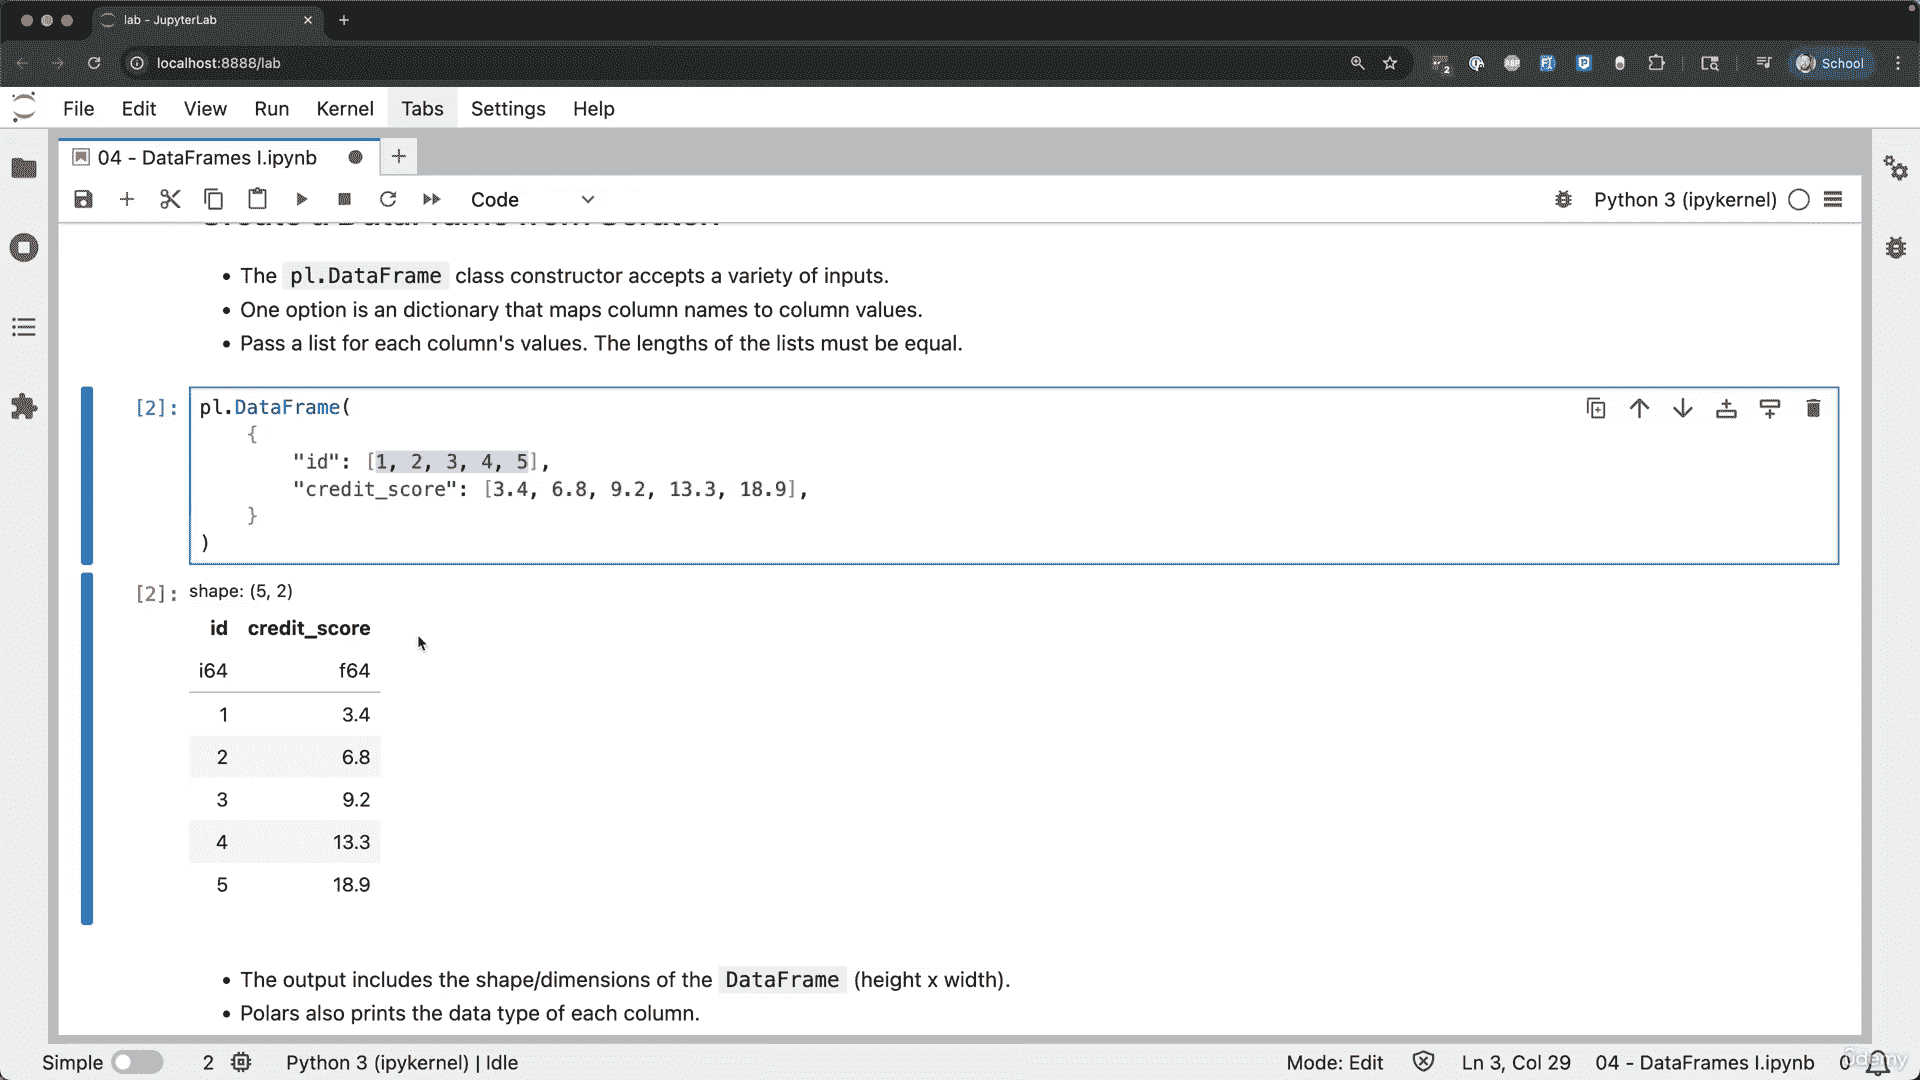 lab - JupyterLab
localhost:8888/lab
2
School
File Edit View Run Kernel Tabs Settings Help
04 - DataFrames I.ipynb
Code
Python 3 (ipykernel)
Create a DataFrame from Scratch
• The pl.DataFrame class constructor accepts a variety of inputs.
• One option is an dictionary that maps column names to column values.
• Pass a list for each column's values. The lengths of the lists must be equal.
[2]: pl.DataFrame(
{
"id": [1, 2, 3, 4, 5],
"credit_score": [3.4, 6.8, 9.2, 13.3, 18.9],
}
)
[2]: shape: (5, 2)
id credit_score
i64 f64
1 3.4
2 6.8
3 9.2
4 13.3
5 18.9
• The output includes the shape/dimensions of the DataFrame (height x width).
• Polars also prints the data type of each column.
Simple 2 Python 3 (ipykernel) | Idle Mode: Edit Ln 3, Col 29 04 - DataFrames I.ipynb 0
Udemy